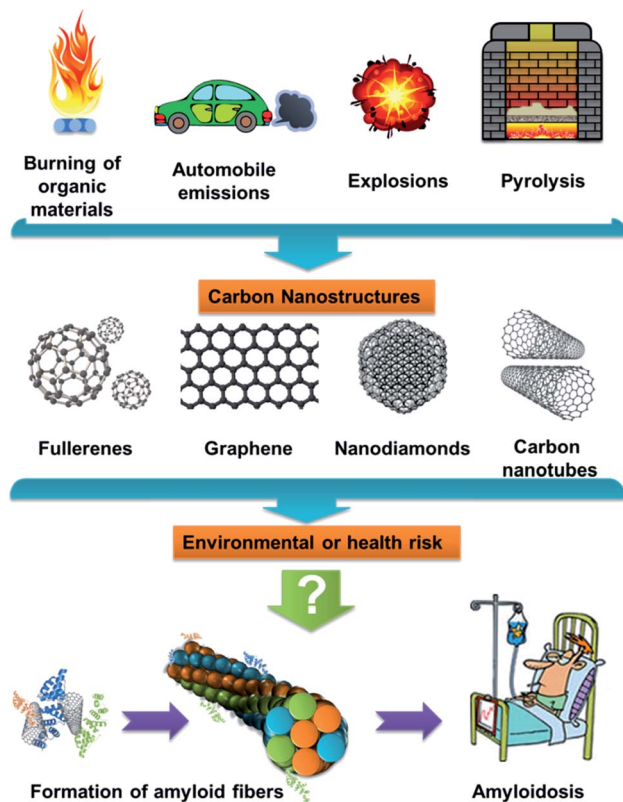 Burning of
organic
materials
Automobile
emissions
Explosions
Pyrolysis
Carbon Nanostructures
Fullerenes
Graphene
Nanodiamonds
Carbon
nanotubes
Environmental or health risk
?
Formation of amyloid fibers
Amyloidosis